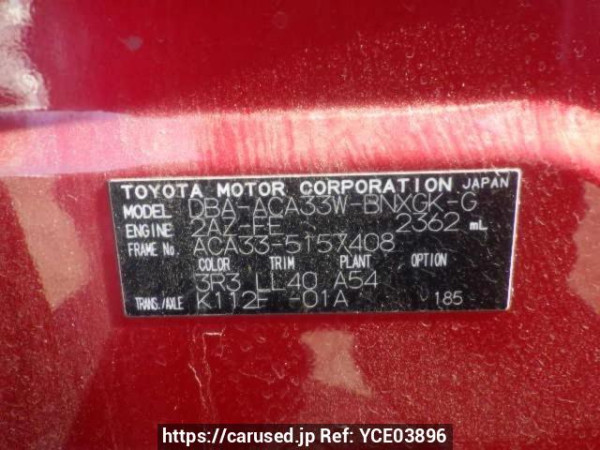 TOYOTA MOTOR CORPORATION JAPAN
MODEL DBA-ACA33W-BNXGK-G
ENGINE 2AZ-FE 2362 mL
FRAME No. ACA33-5157408
COLOR TRIM PLANT OPTION
3R3 LL40 A54
TRANS./AXLE K112F -01A 185
https://carused.jp Ref: YCE03896